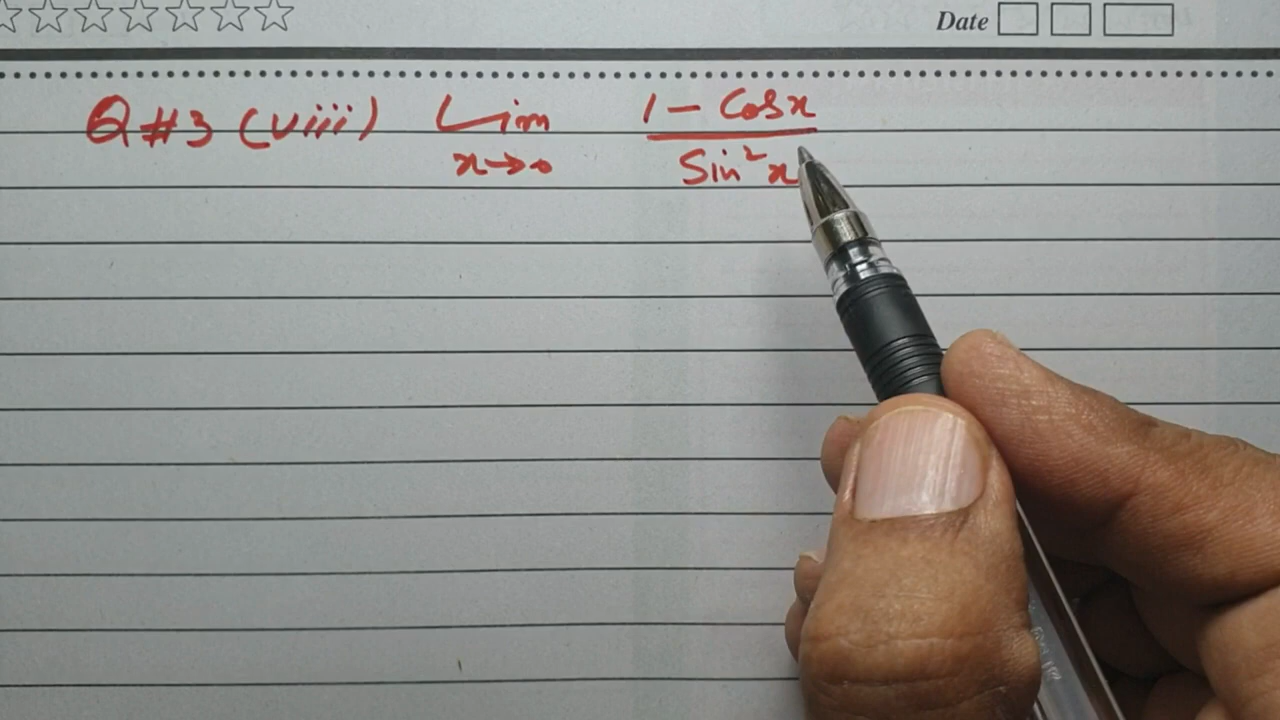 Date
Q#3 (viii) Lim 1 - Cosx
x→0 Sin²x